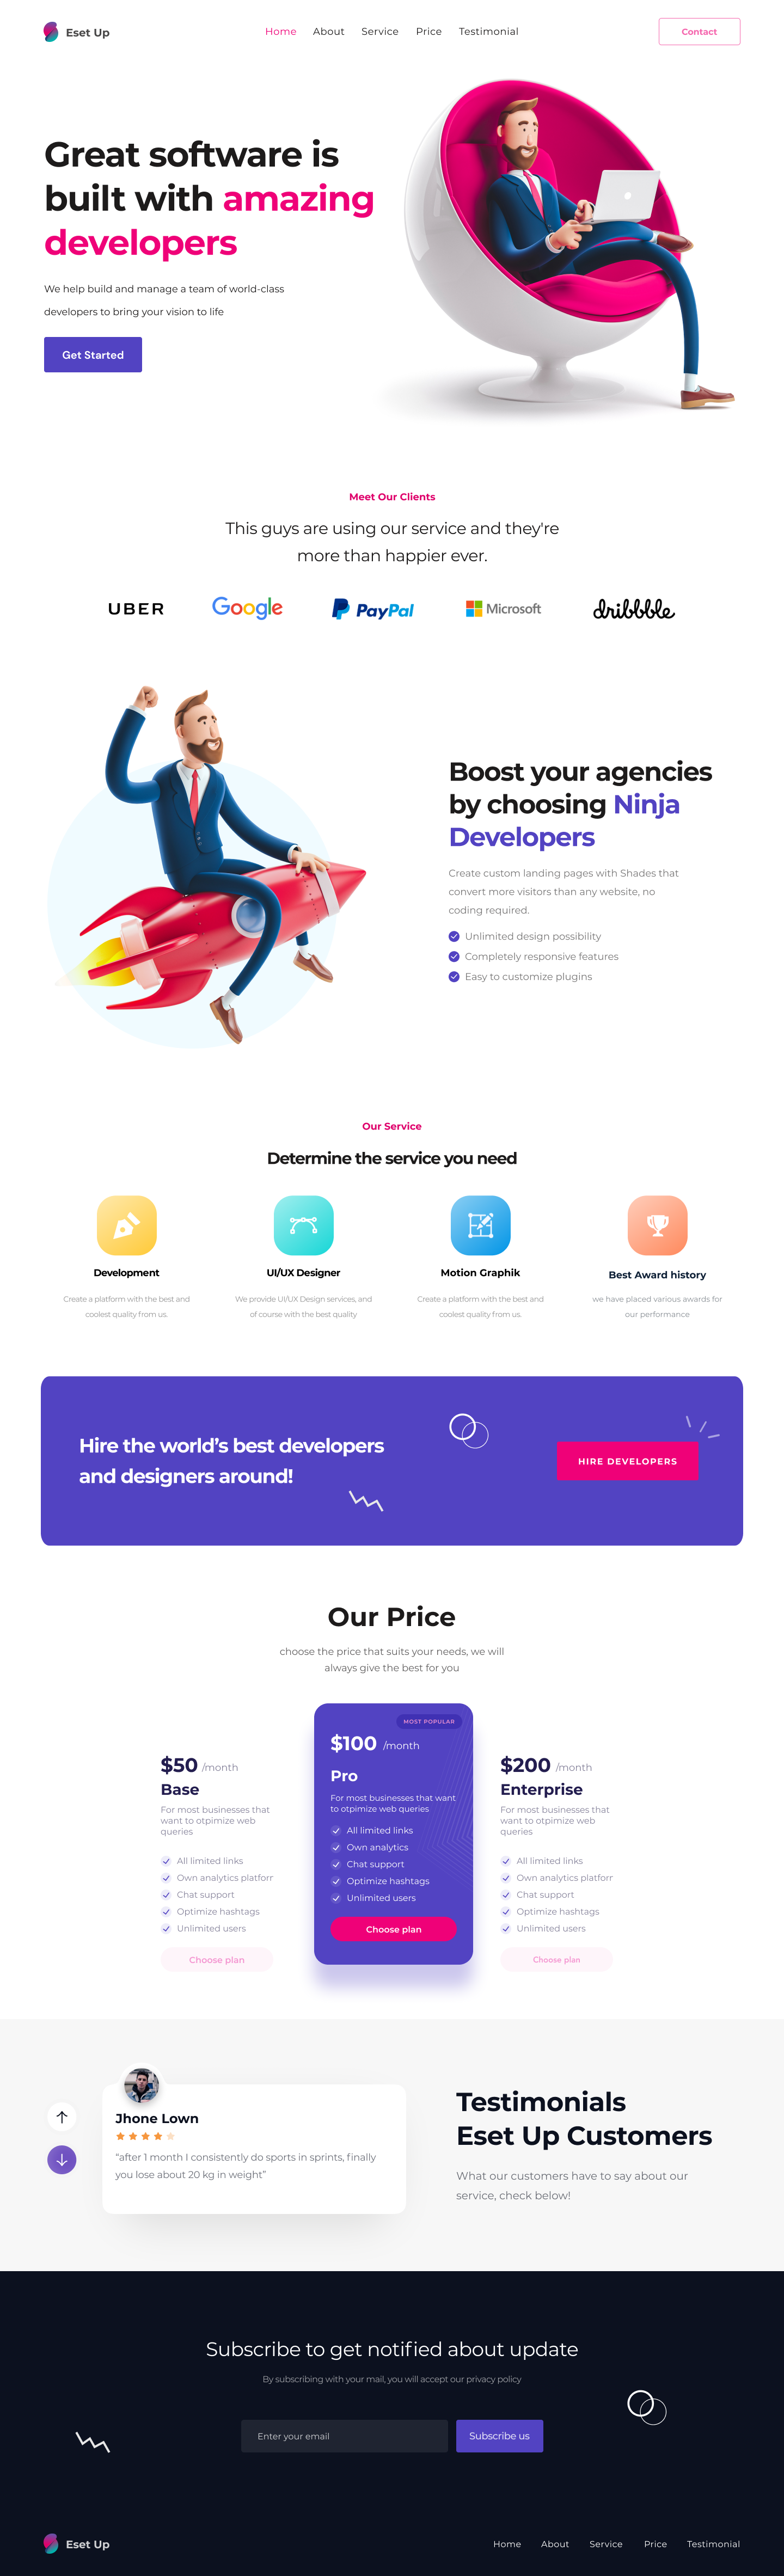 Eset Up
Home
About
Service
Price
Testimonial
Contact
Great software is
built with amazing
developers
We help build and manage a team of world-class
developers to bring your vision to life
Get Started
Meet Our Clients
This guys are using our service and they're
more than happier ever.
UBER
Google
PayPal
Microsoft
dribbble
Boost your agencies
by choosing Ninja
Developers
Create custom landing pages with Shades that
convert more visitors than any website, no
coding required.
Unlimited design possibility
Completely responsive features
Easy to customize plugins
Our Service
Determine the service you need
Development
Create a platform with the best and
coolest quality from us.
UI/UX Designer
We provide UI/UX Design services, and
of course with the best quality
Motion Graphik
Create a platform with the best and
coolest quality from us.
Best Award history
we have placed various awards for
our performance
Hire the world’s best developers
and designers around!
HIRE DEVELOPERS
Our Price
choose the price that suits your needs, we will
always give the best for you
$50 /month
Base
For most businesses that
want to otpimize web
queries
All limited links
Own analytics platforr
Chat support
Optimize hashtags
Unlimited users
Choose plan
MOST POPULAR
$100 /month
Pro
For most businesses that want
to otpimize web queries
All limited links
Own analytics
Chat support
Optimize hashtags
Unlimited users
Choose plan
$200 /month
Enterprise
For most businesses that
want to otpimize web
queries
All limited links
Own analytics platforr
Chat support
Optimize hashtags
Unlimited users
Choose plan
Jhone Lown
“after 1 month I consistently do sports in sprints, finally
you lose about 20 kg in weight”
Testimonials
Eset Up Customers
What our customers have to say about our
service, check below!
Subscribe to get notified about update
By subscribing with your mail, you will accept our privacy policy
Enter your email
Subscribe us
Eset Up
Home
About
Service
Price
Testimonial